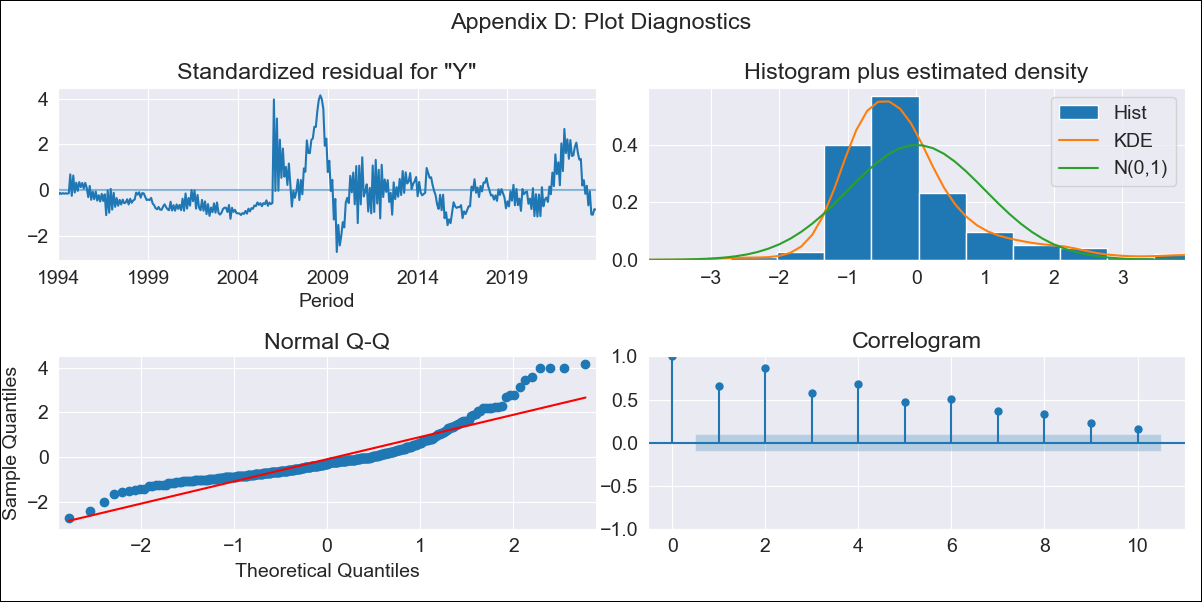 Appendix D: Plot Diagnostics
Standardized residual for "Y"
4
2
0
−2
1994 1999 2004 2009 2014 2019
Period
Histogram plus estimated density
Hist
KDE
N(0,1)
0.4
0.2
0.0
−3 −2 −1 0 1 2 3
Normal Q-Q
Sample Quantiles
4
2
0
−2
−2 −1 0 1 2
Theoretical Quantiles
Correlogram
1.0
0.5
0.0
−0.5
−1.0
0 2 4 6 8 10